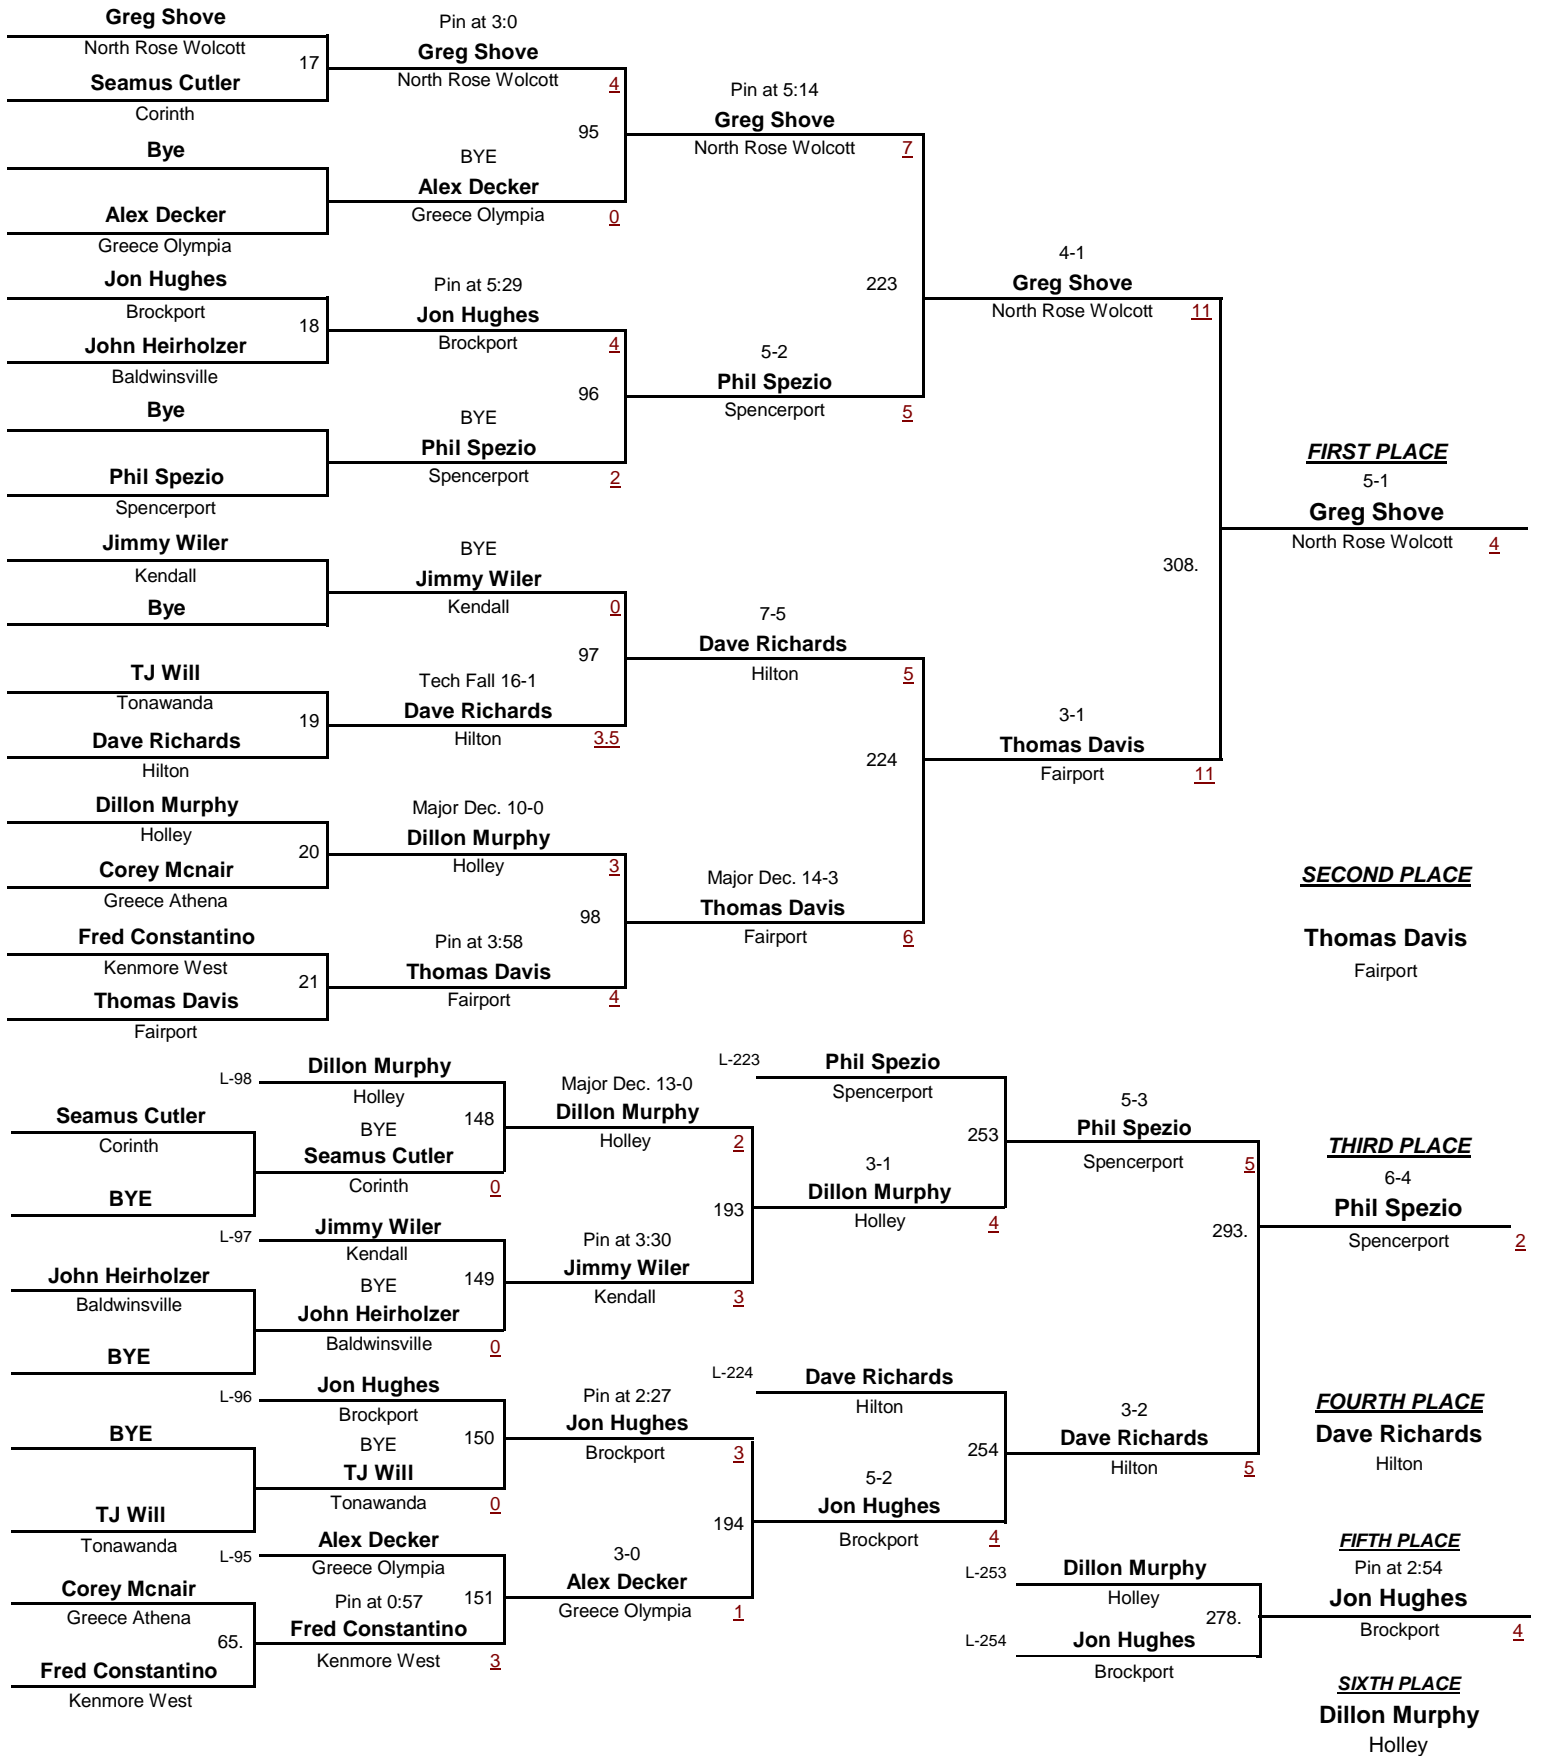 Greg Shove
North Rose Wolcott
17
Seamus Cutler
Corinth
Bye
Alex Decker
Greece Olympia
Jon Hughes
Brockport
18
John Heirholzer
Baldwinsville
Bye
Phil Spezio
Spencerport
Jimmy Wiler
Kendall
Bye
TJ Will
Tonawanda
19
Dave Richards
Hilton
Dillon Murphy
Holley
20
Corey Mcnair
Greece Athena
Fred Constantino
Kenmore West
21
Thomas Davis
Fairport
Pin at 3:0
Greg Shove
North Rose Wolcott 4
95
BYE
Alex Decker
Greece Olympia 0
Pin at 5:29
Jon Hughes
Brockport 4
96
BYE
Phil Spezio
Spencerport 2
BYE
Jimmy Wiler
Kendall 0
97
Tech Fall 16-1
Dave Richards
Hilton 3.5
Major Dec. 10-0
Dillon Murphy
Holley 3
98
Pin at 3:58
Thomas Davis
Fairport 4
Pin at 5:14
Greg Shove
North Rose Wolcott 7
223
5-2
Phil Spezio
Spencerport 5
7-5
Dave Richards
Hilton 5
224
Major Dec. 14-3
Thomas Davis
Fairport 6
4-1
Greg Shove
North Rose Wolcott 11
308.
3-1
Thomas Davis
Fairport 11
FIRST PLACE
5-1
Greg Shove
North Rose Wolcott 4
SECOND PLACE
Thomas Davis
Fairport
Seamus Cutler
Corinth
BYE
John Heirholzer
Baldwinsville
BYE
BYE
TJ Will
Tonawanda
Corey Mcnair
Greece Athena
65.
Fred Constantino
Kenmore West
L-98 Dillon Murphy
Holley
148
BYE
Seamus Cutler
Corinth 0
L-97 Jimmy Wiler
Kendall
149
BYE
John Heirholzer
Baldwinsville 0
L-96 Jon Hughes
Brockport
150
BYE
TJ Will
Tonawanda 0
L-95 Alex Decker
Greece Olympia
151
Pin at 0:57
Fred Constantino
Kenmore West 3
Major Dec. 13-0
Dillon Murphy
Holley 2
193
Pin at 3:30
Jimmy Wiler
Kendall 3
Pin at 2:27
Jon Hughes
Brockport 3
194
3-0
Alex Decker
Greece Olympia 1
L-223 Phil Spezio
Spencerport
253
3-1
Dillon Murphy
Holley 4
L-224 Dave Richards
Hilton
254
5-2
Jon Hughes
Brockport 4
5-3
Phil Spezio
Spencerport 5
293.
3-2
Dave Richards
Hilton 5
L-253 Dillon Murphy
Holley
278.
L-254 Jon Hughes
Brockport
THIRD PLACE
6-4
Phil Spezio
Spencerport 2
FOURTH PLACE
Dave Richards
Hilton
FIFTH PLACE
Pin at 2:54
Jon Hughes
Brockport 4
SIXTH PLACE
Dillon Murphy
Holley